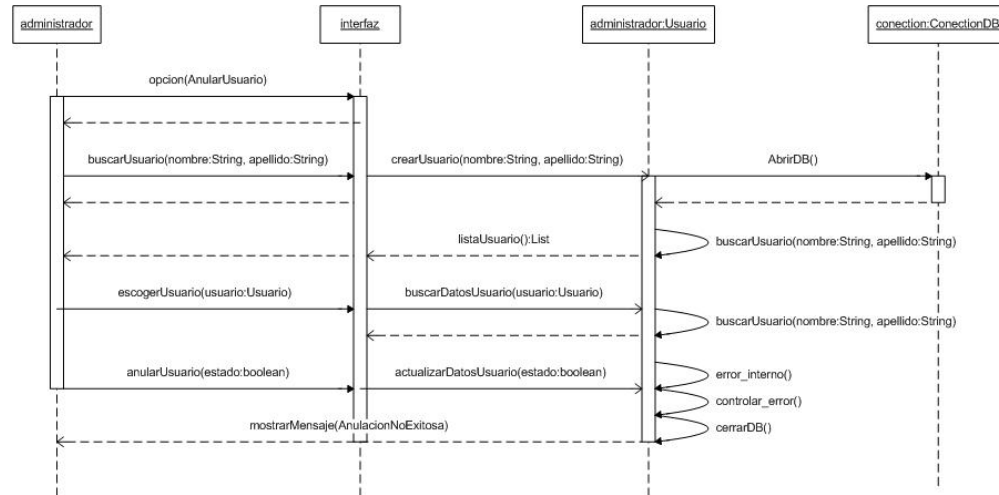 administrador
interfaz
administrador:Usuario
conection:ConectionDB
opcion(AnularUsuario)
buscarUsuario(nombre:String, apellido:String)
crearUsuario(nombre:String, apellido:String)
AbrirDB()
listaUsuario():List
buscarUsuario(nombre:String, apellido:String)
escogerUsuario(usuario:Usuario)
buscarDatosUsuario(usuario:Usuario)
buscarUsuario(nombre:String, apellido:String)
anularUsuario(estado:boolean)
actualizarDatosUsuario(estado:boolean)
error_interno()
controlar_error()
mostrarMensaje(AnulacionNoExitosa)
cerrarDB()